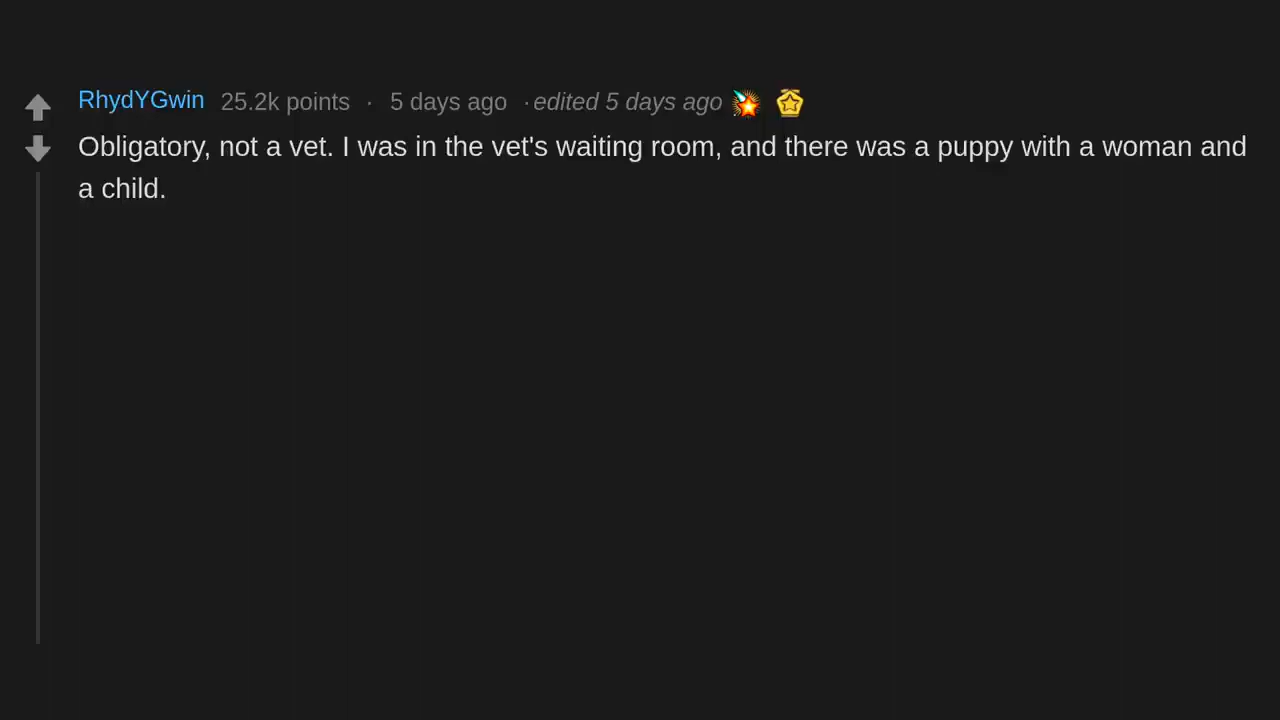 RhydYGwin 25.2k points · 5 days ago · edited 5 days ago
Obligatory, not a vet. I was in the vet's waiting room, and there was a puppy with a woman and
a child.